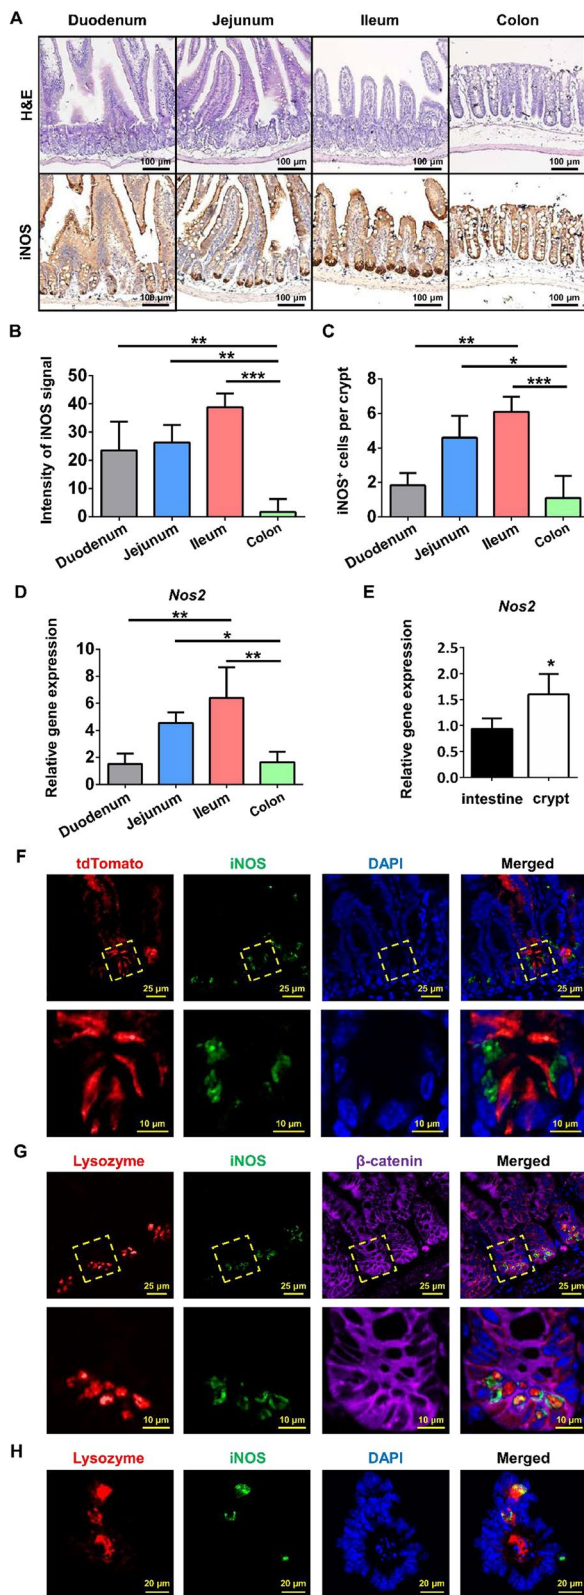 A
Duodenum Jejunum Ileum Colon
H&E
100 µm 100 µm 100 µm 100 µm
iNOS
100 µm 100 µm 100 µm 100 µm
B
Intensity of iNOS signal
50
40
30
20
10
0
**
**
***
Duodenum Jejunum Ileum Colon
C
iNOS+ cells per crypt
8
6
4
2
0
**
*
***
Duodenum Jejunum Ileum Colon
D
Nos2
Relative gene expression
10
8
6
4
2
0
**
*
**
Duodenum Jejunum Ileum Colon
E
Nos2
Relative gene expression
2.5
2.0
1.5
1.0
0.5
0.0
*
intestine crypt
F
tdTomato iNOS DAPI Merged
25 µm 25 µm 25 µm 25 µm
10 µm 10 µm 10 µm 10 µm
G
Lysozyme iNOS β-catenin Merged
25 µm 25 µm 25 µm 25 µm
10 µm 10 µm 10 µm 10 µm
H
Lysozyme iNOS DAPI Merged
20 µm 20 µm 20 µm 20 µm